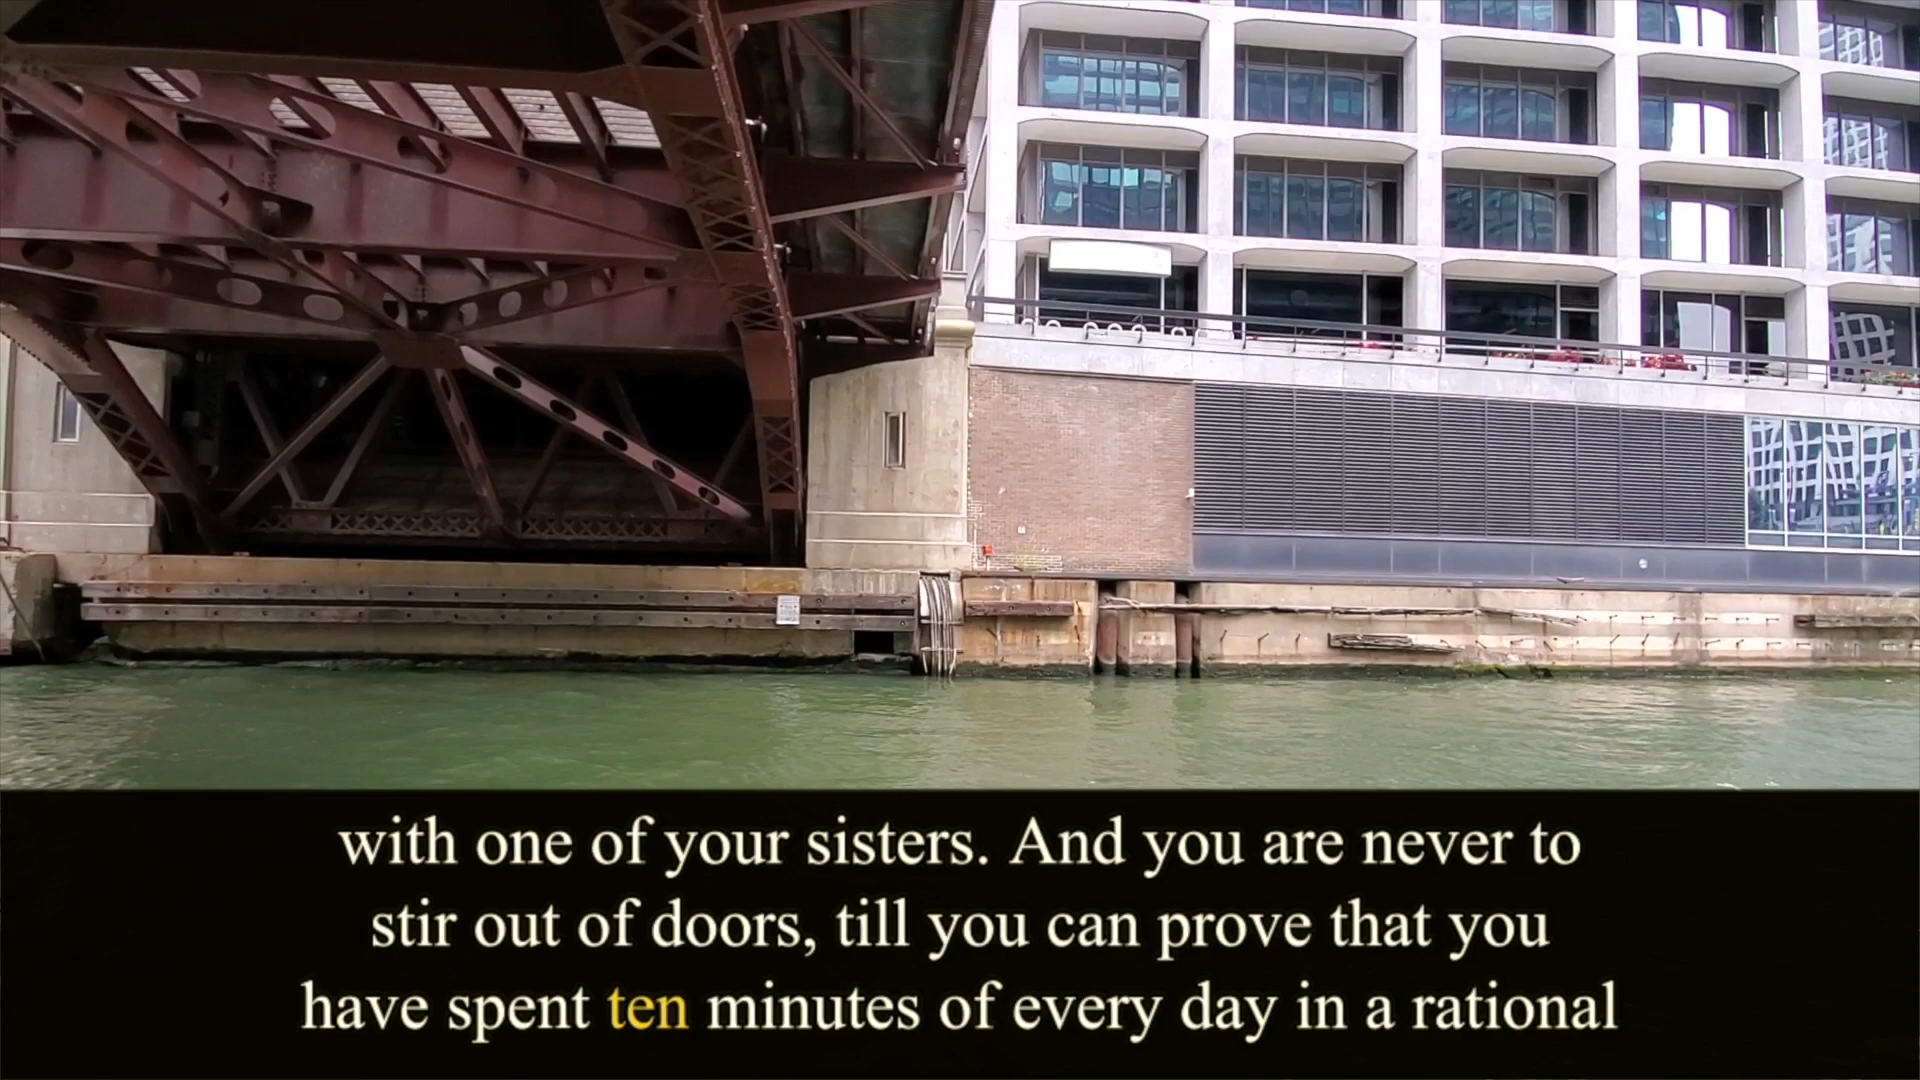 with one of your sisters. And you are never to
stir out of doors, till you can prove that you
have spent ten minutes of every day in a rational